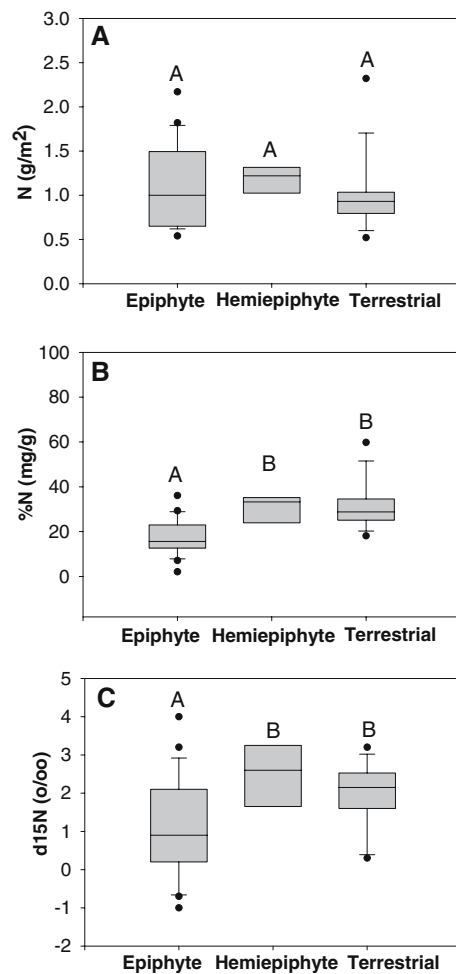 A
3.0
2.5
2.0
1.5
1.0
0.5
0.0
N (g/m²)
A
A
A
Epiphyte Hemiepiphyte Terrestrial
B
100
80
60
40
20
0
%N (mg/g)
A
B
B
Epiphyte Hemiepiphyte Terrestrial
C
5
4
3
2
1
0
-1
-2
d15N (o/oo)
A
B
B
Epiphyte Hemiepiphyte Terrestrial